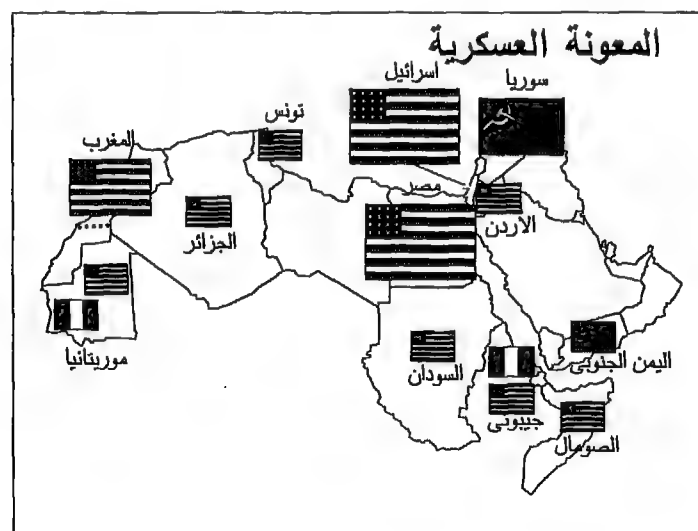 المعونة العسكرية
سوريا
اسرائيل
تونس
المغرب
مصر
الاردن
الجزائر
موريتانيا
السودان
جيبوتى
اليمن الجنوبى
الصومال